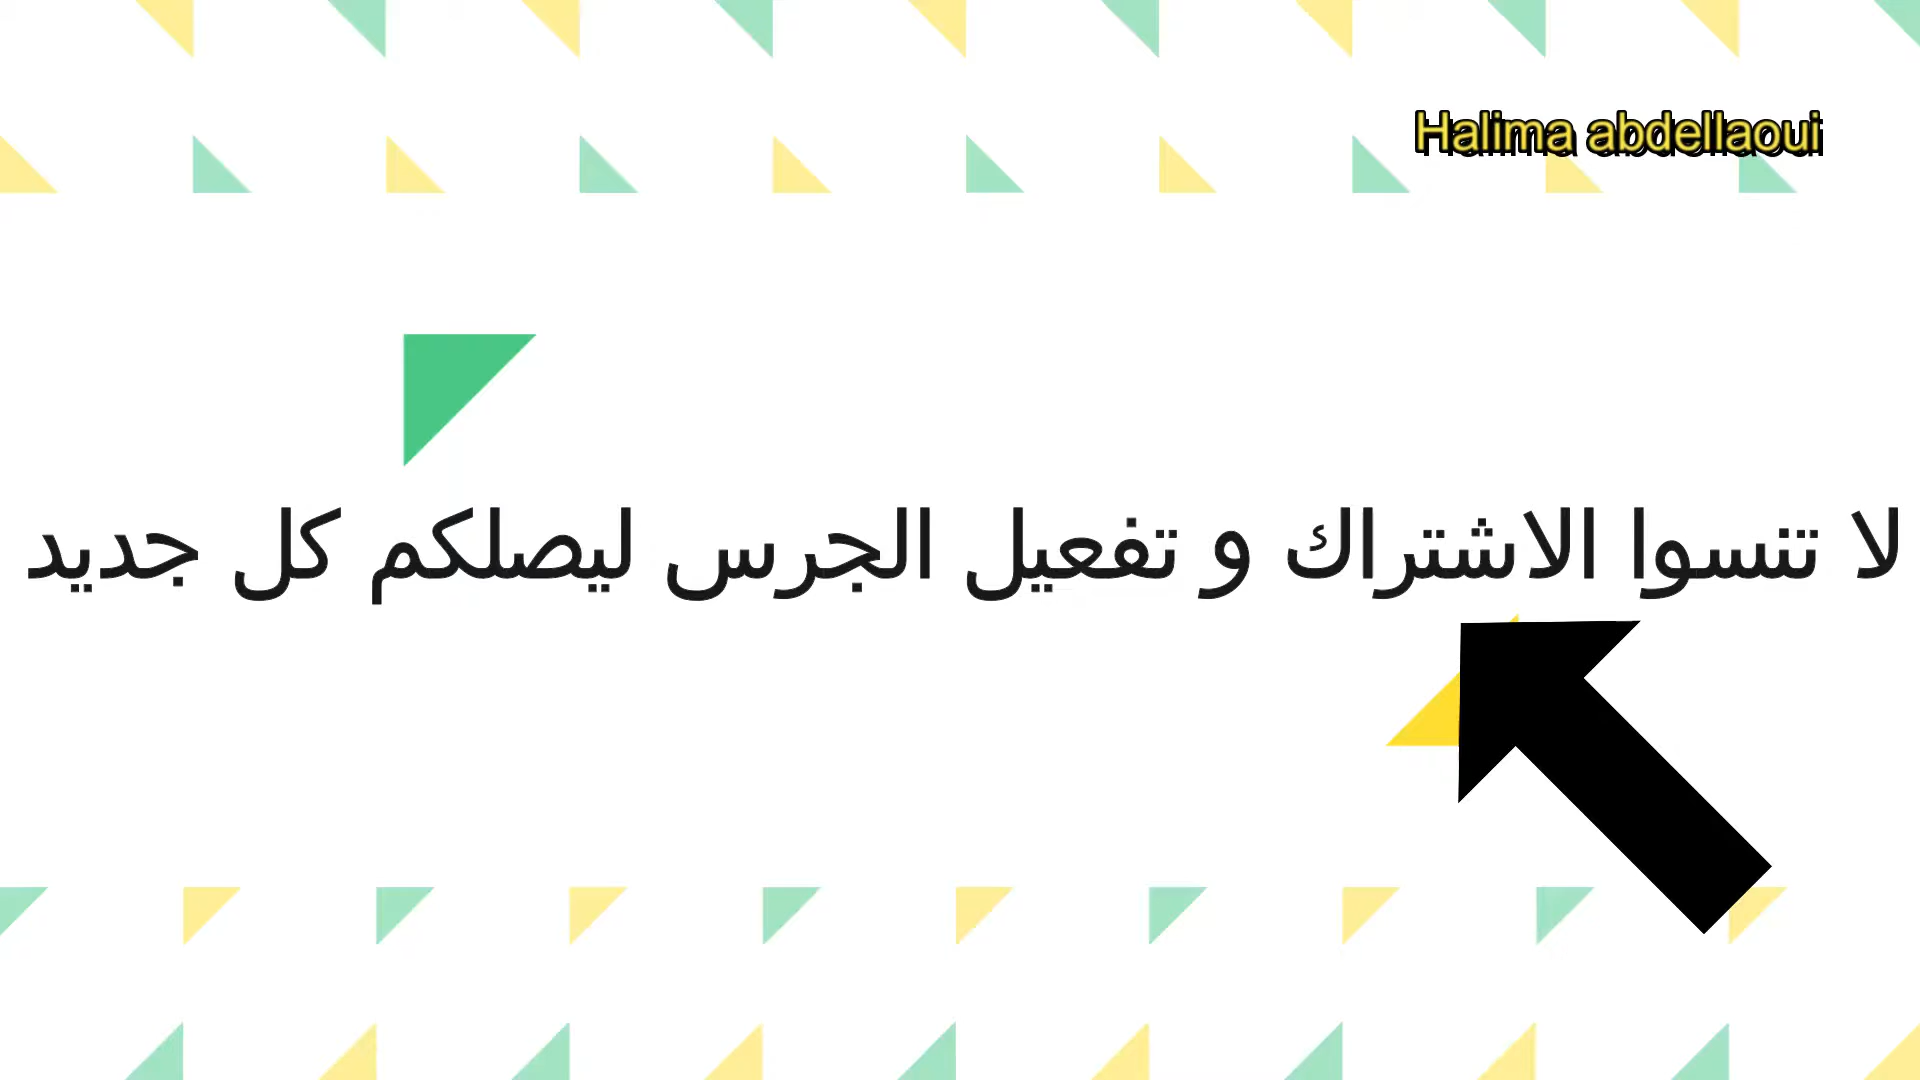 Halima abdellaoui
لا تنسوا الاشتراك و تفعيل الجرس ليصلكم كل جديد